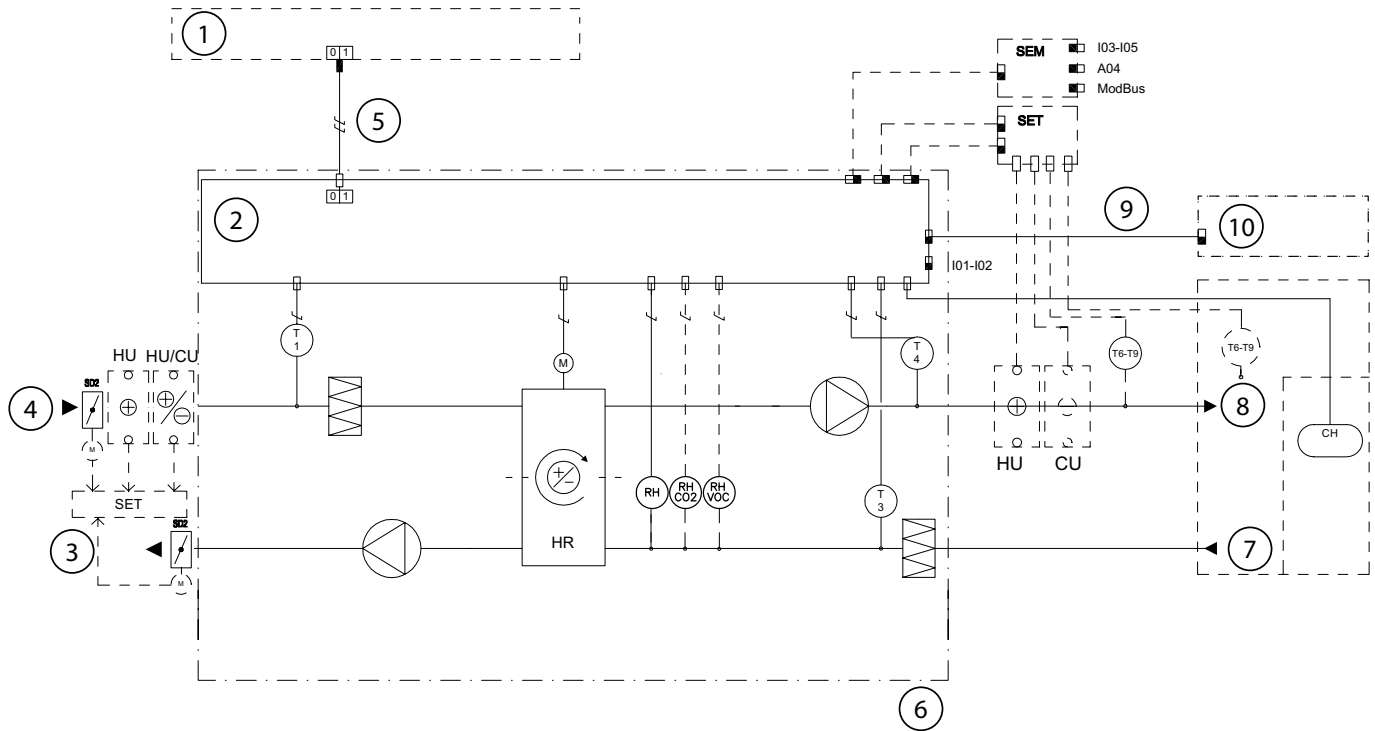 1
0 1
SEM
I03-I05
A04
ModBus
5
SET
0 1
2
9
10
I01-I02
T
1
M
T
4
T6-T9
T6-T9
HU
HU/CU
SD2
4
8
M
CH
HU
CU
RH
RH
CO2
RH
VOC
T
3
SET
SD2
3
HR
7
M
6